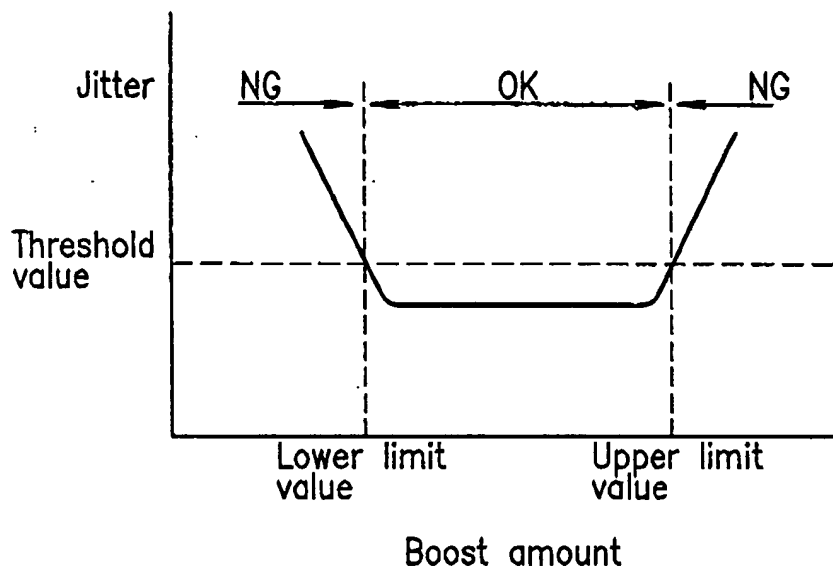 Jitter
NG
OK
NG
Threshold
value
Lower limit
value
Upper limit
value
Boost amount